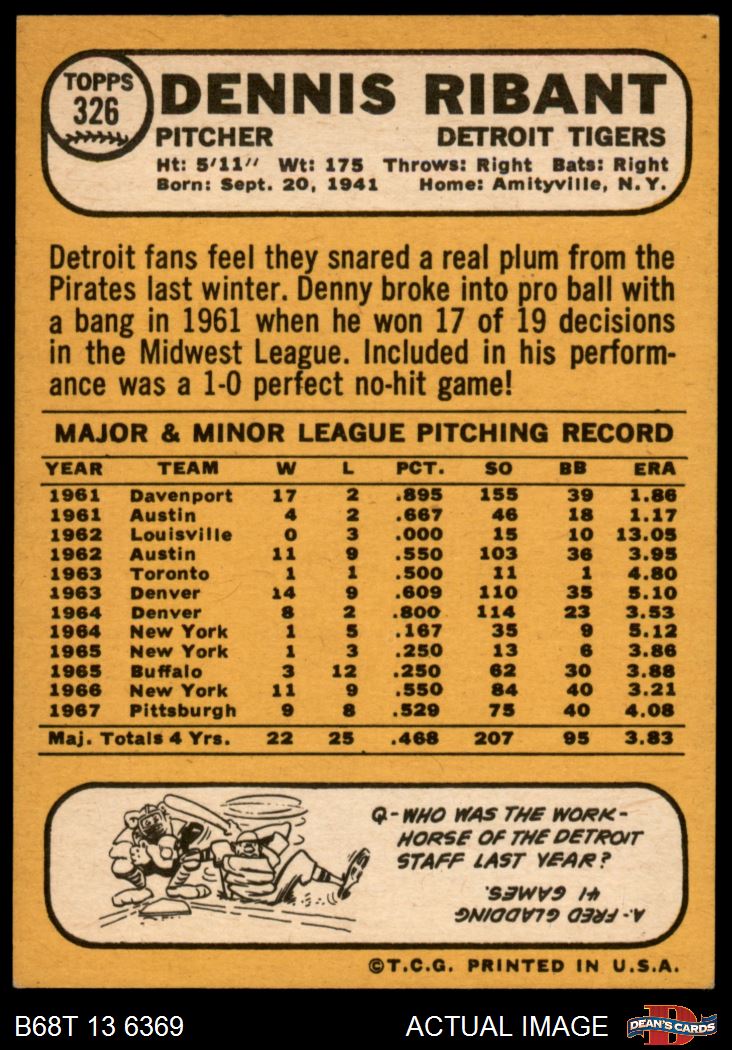 TOPPS
326
DENNIS RIBANT
PITCHER DETROIT TIGERS
Ht: 5'11" Wt: 175 Throws: Right Bats: Right
Born: Sept. 20, 1941 Home: Amityville, N.Y.
Detroit fans feel they snared a real plum from the
Pirates last winter. Denny broke into pro ball with
a bang in 1961 when he won 17 of 19 decisions
in the Midwest League. Included in his perform-
ance was a 1-0 perfect no-hit game!
MAJOR & MINOR LEAGUE PITCHING RECORD
YEAR TEAM W L PCT. SO BB ERA
1961 Davenport 17 2 .895 155 39 1.86
1961 Austin 4 2 .667 46 18 1.17
1962 Louisville 0 3 .000 15 10 13.05
1962 Austin 11 9 .550 103 36 3.95
1963 Toronto 1 1 .500 11 1 4.80
1963 Denver 14 9 .609 110 35 5.10
1964 Denver 8 2 .800 114 23 3.53
1964 New York 1 5 .167 35 9 5.12
1965 New York 1 3 .250 13 6 3.86
1965 Buffalo 3 12 .250 62 30 3.88
1966 New York 11 9 .550 84 40 3.21
1967 Pittsburgh 9 8 .529 75 40 4.08
Maj. Totals 4 Yrs. 22 25 .468 207 95 3.83
Q-WHO WAS THE WORK-
HORSE OF THE DETROIT
STAFF LAST YEAR?
A-FRED GLADDING
41 GAMES.
©T.C.G. PRINTED IN U.S.A.
B68T 13 6369 ACTUAL IMAGE DEAN'S CARDS